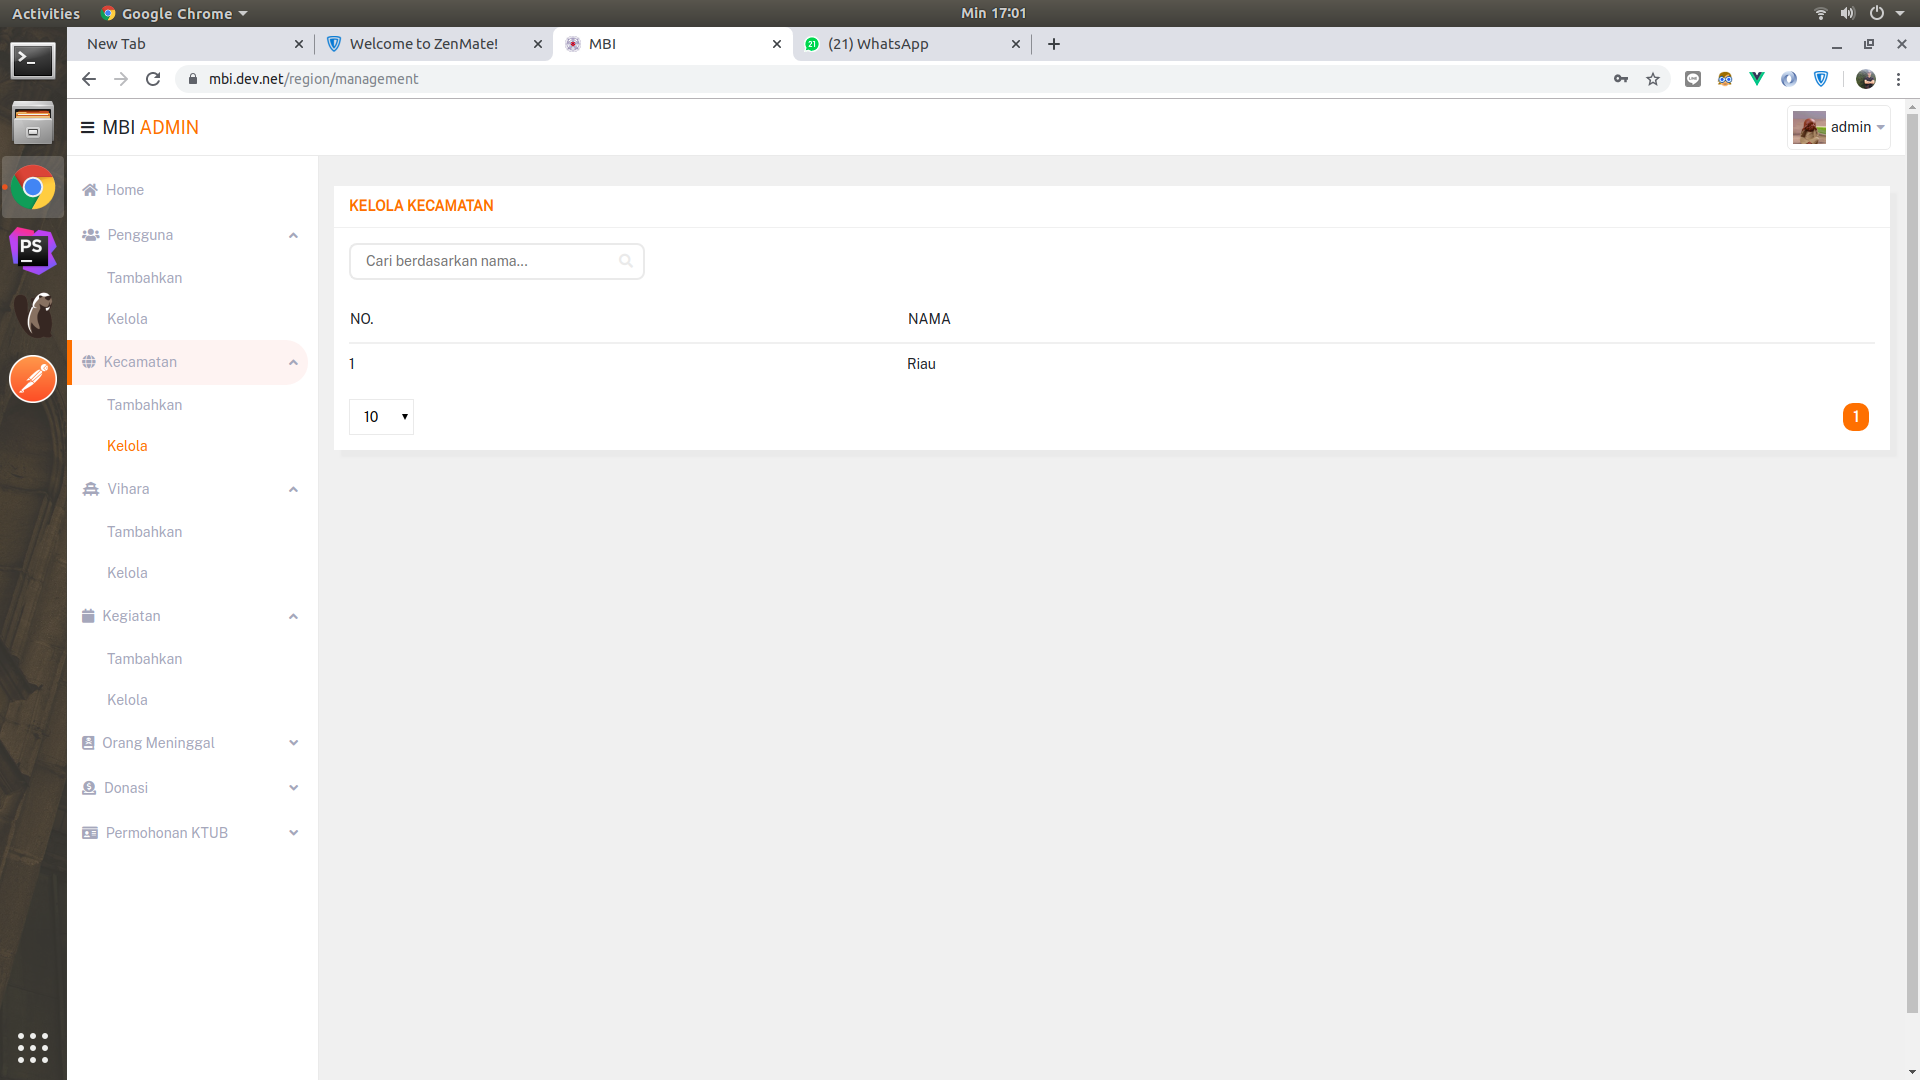 Activities
Google Chrome
Min 17:01
New Tab
Welcome to ZenMate!
MBI
(21) WhatsApp
mbi.dev.net/region/management
MBI ADMIN
admin
Home
Pengguna
Tambahkan
Kelola
Kecamatan
Tambahkan
Kelola
Vihara
Tambahkan
Kelola
Kegiatan
Tambahkan
Kelola
Orang Meninggal
Donasi
Permohonan KTUB
KELOLA KECAMATAN
Cari berdasarkan nama...
NO. NAMA
1 Riau
10
1
PS
21